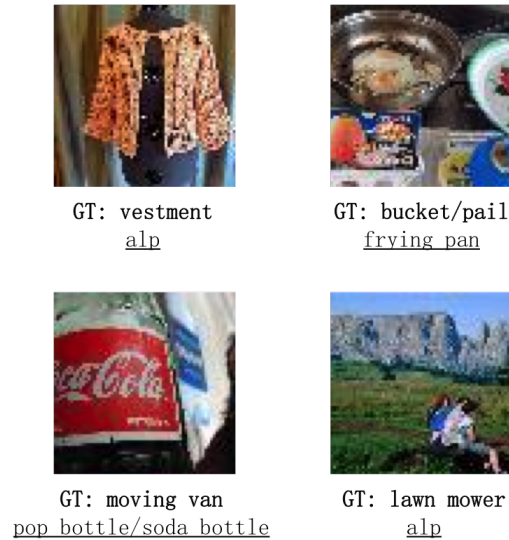 GT: vestment
alp
GT: bucket/pail
frying pan
Coca-Cola
GT: moving van
pop bottle/soda bottle
GT: lawn mower
alp